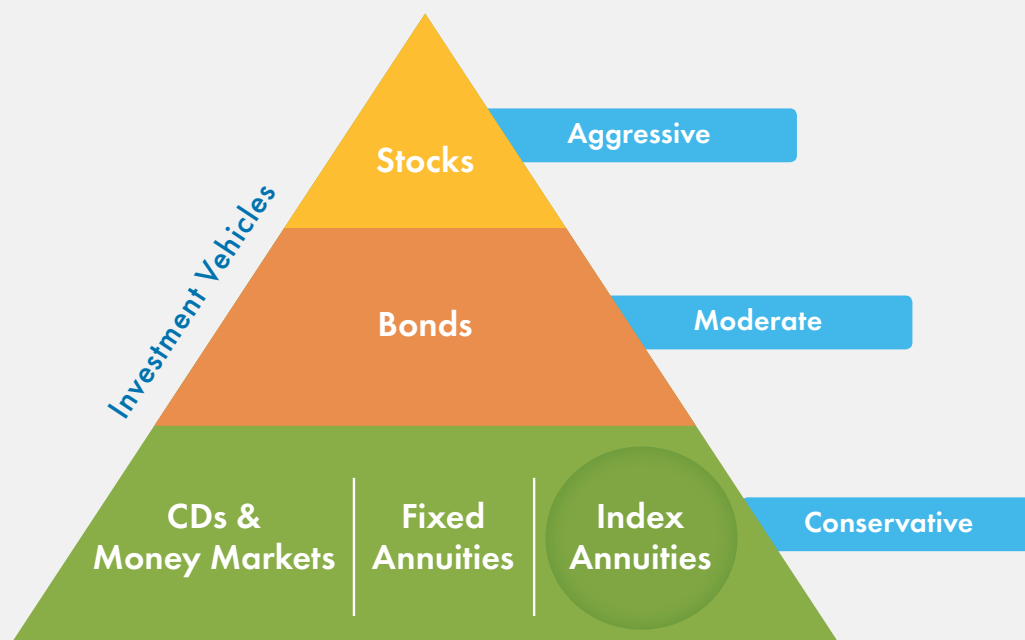 Aggressive
Stocks
Investment Vehicles
Moderate
Bonds
CDs &
Money Markets
Fixed
Annuities
Index
Annuities
Conservative